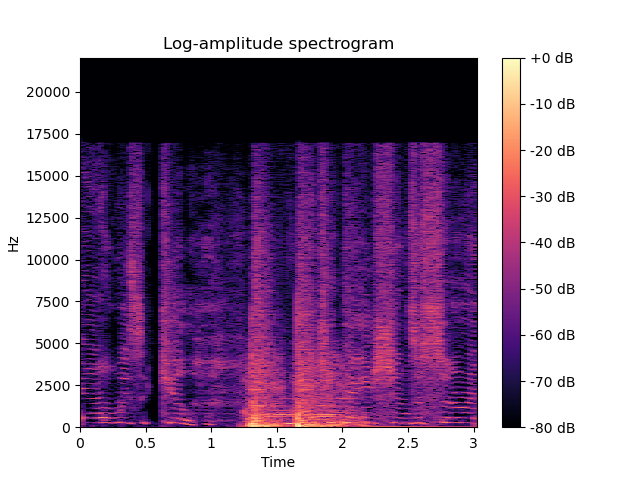 Log-amplitude spectrogram
Hz
20000
17500
15000
12500
10000
7500
5000
2500
0
0 0.5 1 1.5 2 2.5 3
Time
+0 dB
-10 dB
-20 dB
-30 dB
-40 dB
-50 dB
-60 dB
-70 dB
-80 dB